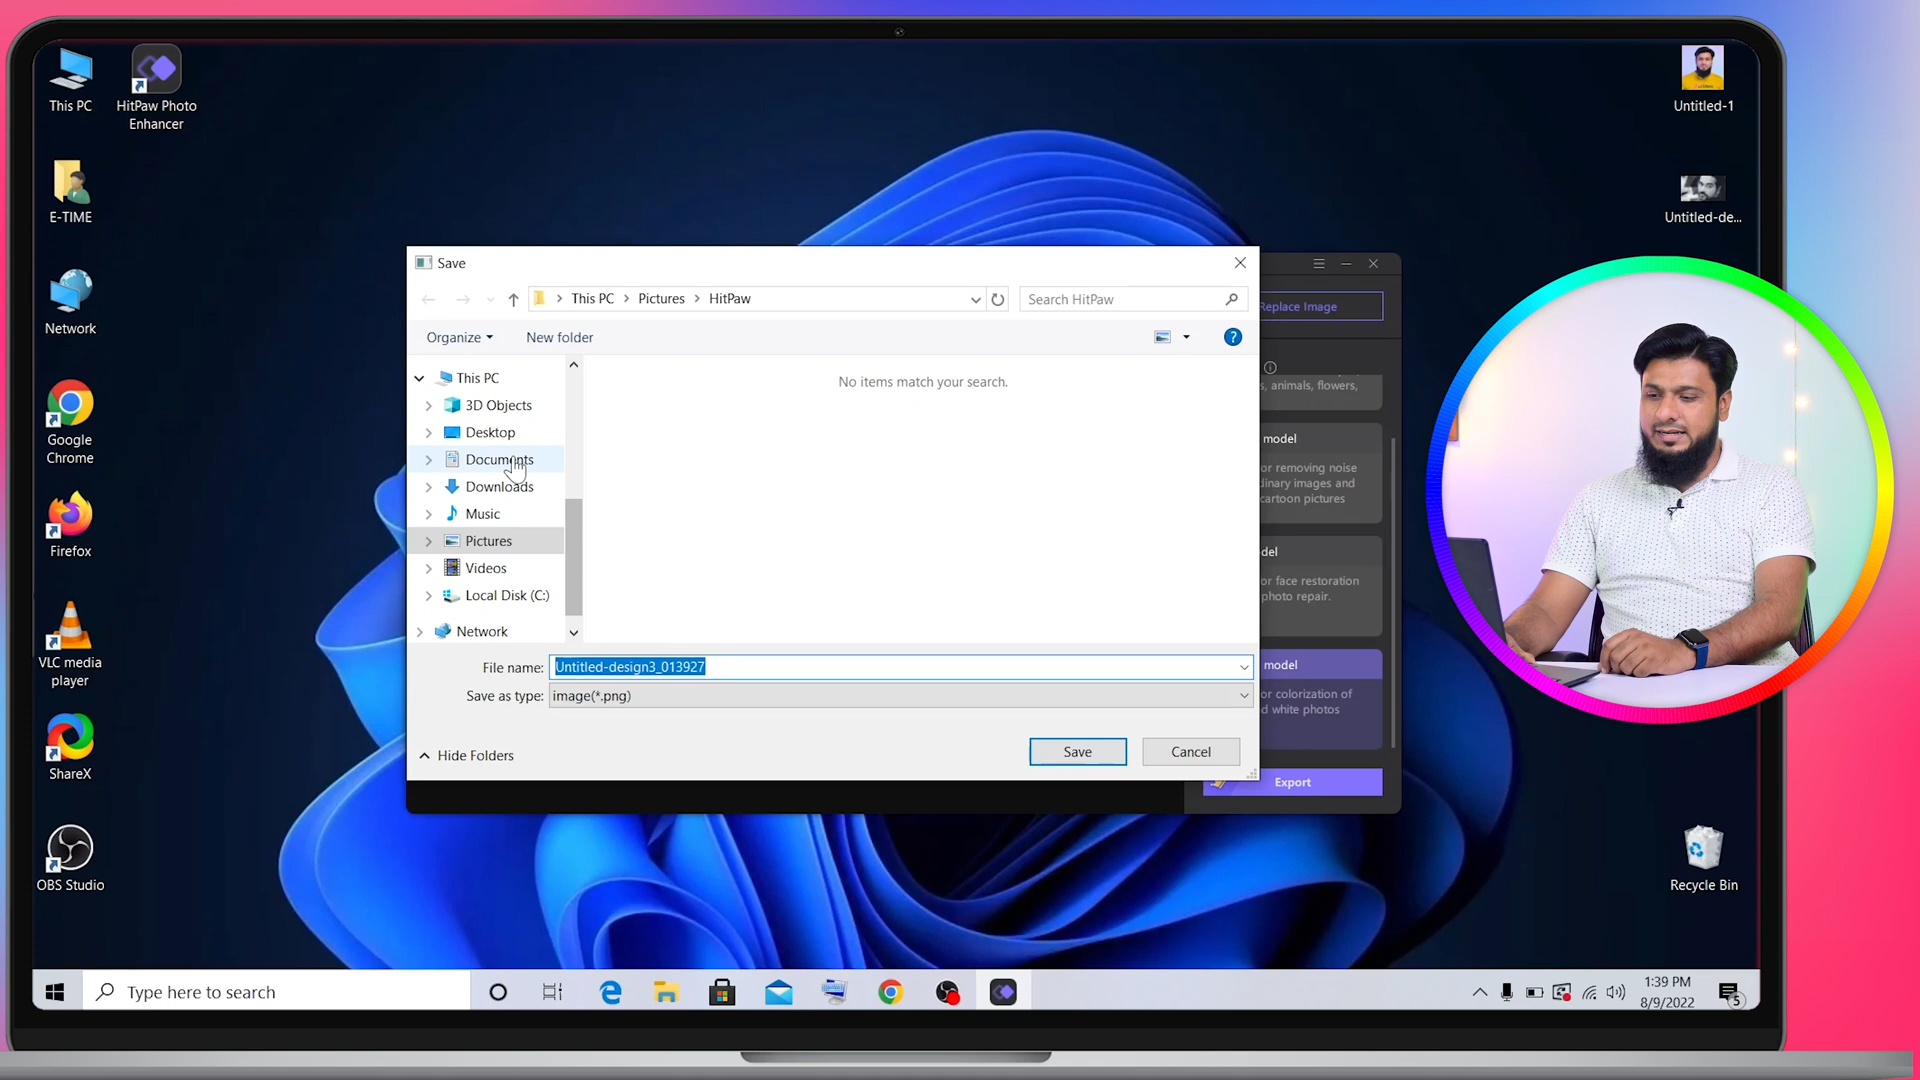 This PC
HitPaw Photo
Enhancer
E-TIME
Network
Google
Chrome
Firefox
VLC media
player
ShareX
OBS Studio
Untitled-1
Untitled-de...
Recycle Bin
Save
This PC > Pictures > HitPaw
Search HitPaw
Organize
New folder
This PC
3D Objects
Desktop
Documents
Downloads
Music
Pictures
Videos
Local Disk (C:)
Network
No items match your search.
File name: Untitled-design3_013927
Save as type: image(*.png)
Hide Folders
Save
Cancel
Replace Image
s, animals, flowers,
model
or removing noise
dinary images and
cartoon pictures
del
or face restoration
photo repair.
model
or colorization of
d white photos
Export
Type here to search
1:39 PM
8/9/2022
5